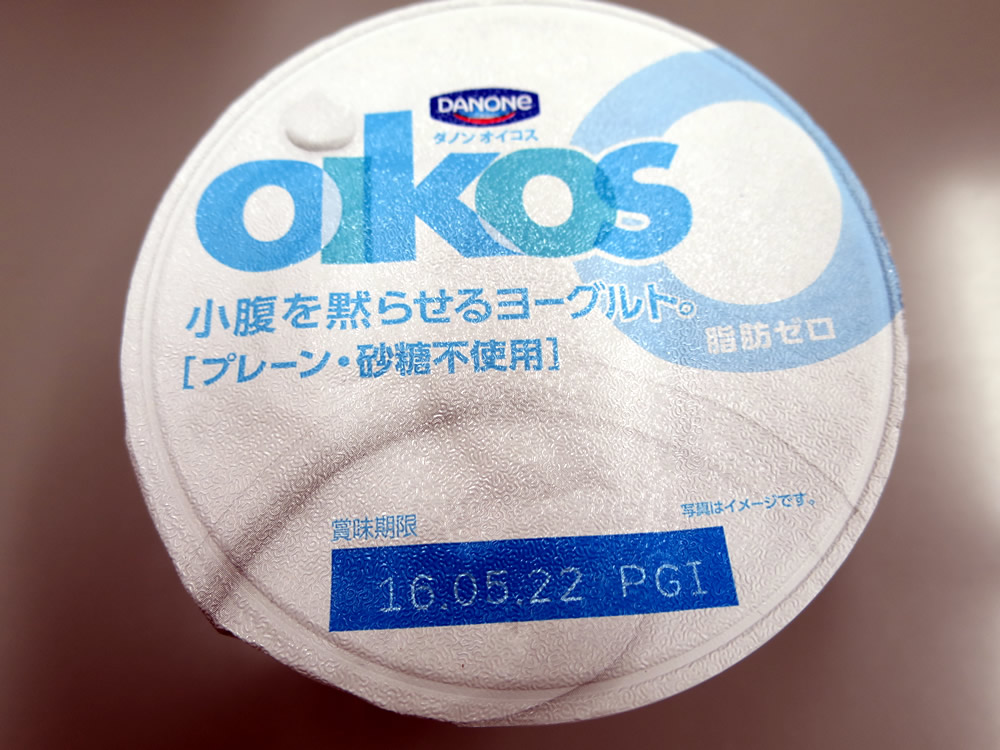 DANONE
ダノン オイコス
oikos
小腹を黙らせるヨーグルト。
脂肪ゼロ
[プレーン・砂糖不使用]
写真はイメージです。
賞味期限
16.05.22 PGI